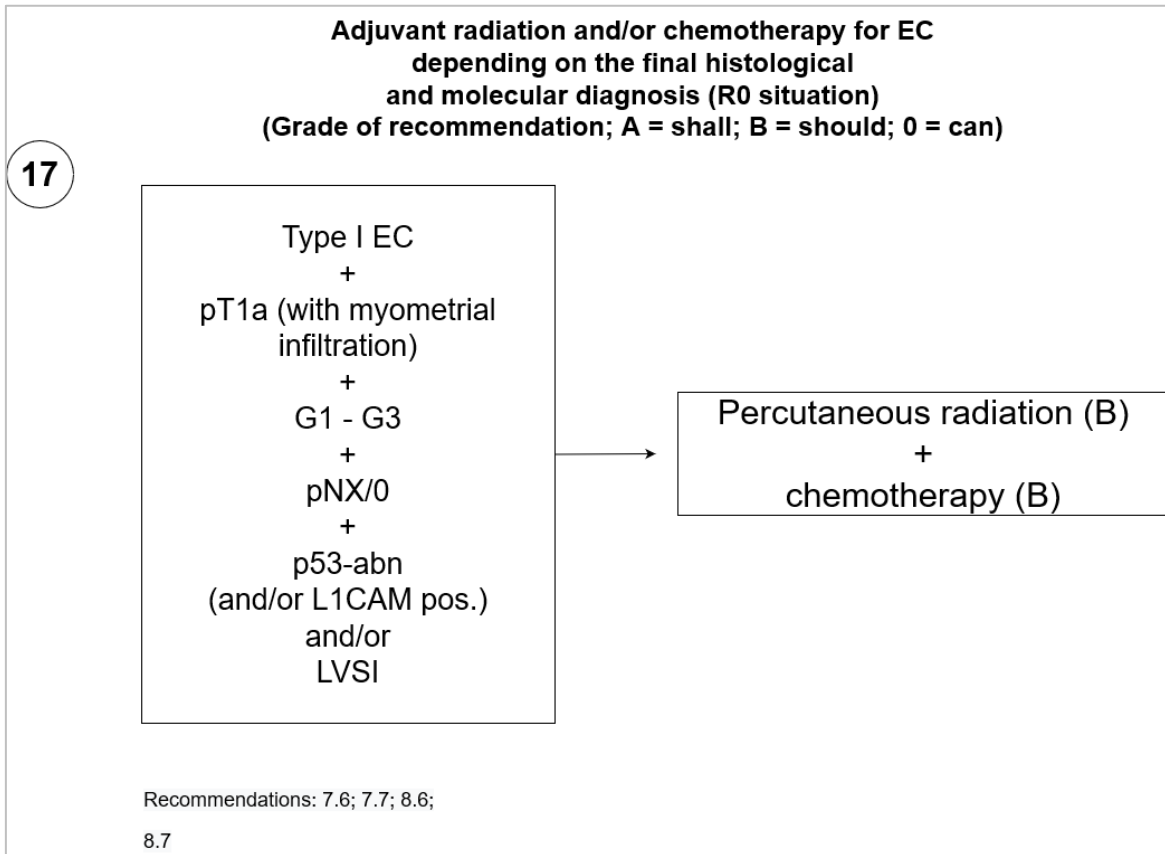 Adjuvant radiation and/or chemotherapy for EC
depending on the final histological
and molecular diagnosis (R0 situation)
(Grade of recommendation; A = shall; B = should; 0 = can)
17
Type I EC
+
pT1a (with myometrial
infiltration)
+
G1 - G3
+
pNX/0
+
p53-abn
(and/or L1CAM pos.)
and/or
LVSI
Percutaneous radiation (B)
+
chemotherapy (B)
Recommendations: 7.6; 7.7; 8.6;
8.7